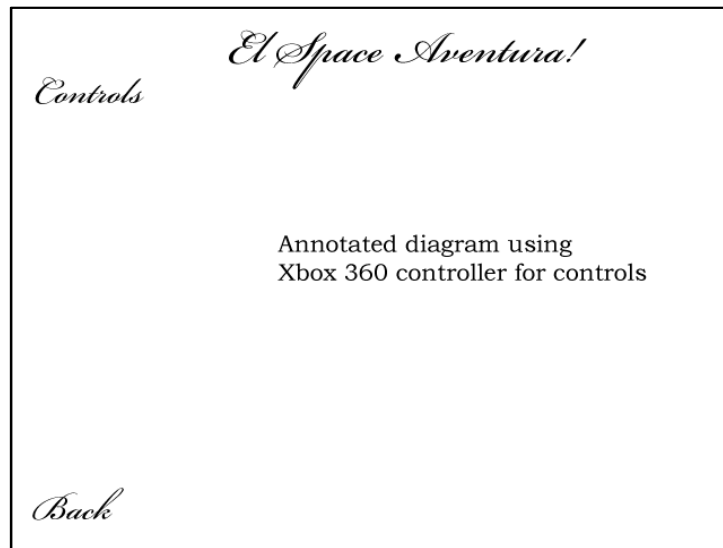 El Space Aventura!
Controls
Annotated diagram using
Xbox 360 controller for controls
Back